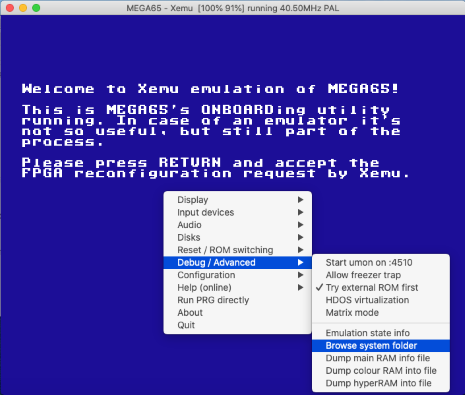 MEGA65 - Xemu [100% 91%] running 40.50MHz PAL
Welcome to Xemu emulation of MEGA65!
This is MEGA65's ONBOARDing utility
running. In case of an emulator it's
not so useful, but still part of the
process.
Please press RETURN and accept the
FPGA reconfiguration request by Xemu.
Display
Input devices
Audio
Disks
Reset / ROM switching
Debug / Advanced
Configuration
Help (online)
Run PRG directly
About
Quit
Start umon on :4510
Allow freezer trap
Try external ROM first
HDOS virtualization
Matrix mode
Emulation state info
Browse system folder
Dump main RAM info file
Dump colour RAM into file
Dump hyperRAM into file